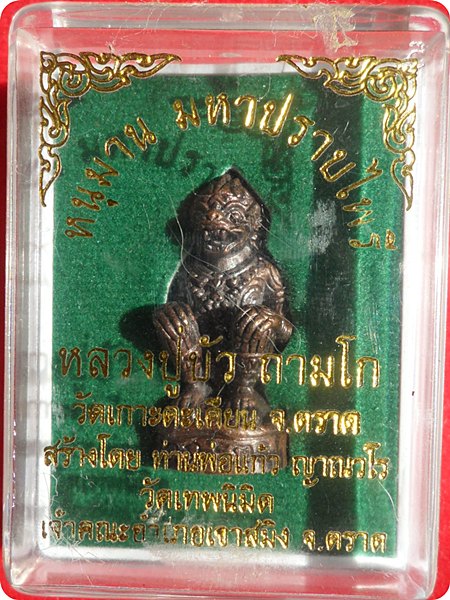 หนุมาน มหาปราบไพรี
หลวงปู่บัว ถามโก
วัดเกาะตะเคียน จ.ตราด
สร้างโดย ท่านพ่อแก้ว ญาณวโร
วัดเทพนิมิต
เจ้าคณะอำเภอเขาสมิง จ.ตราด